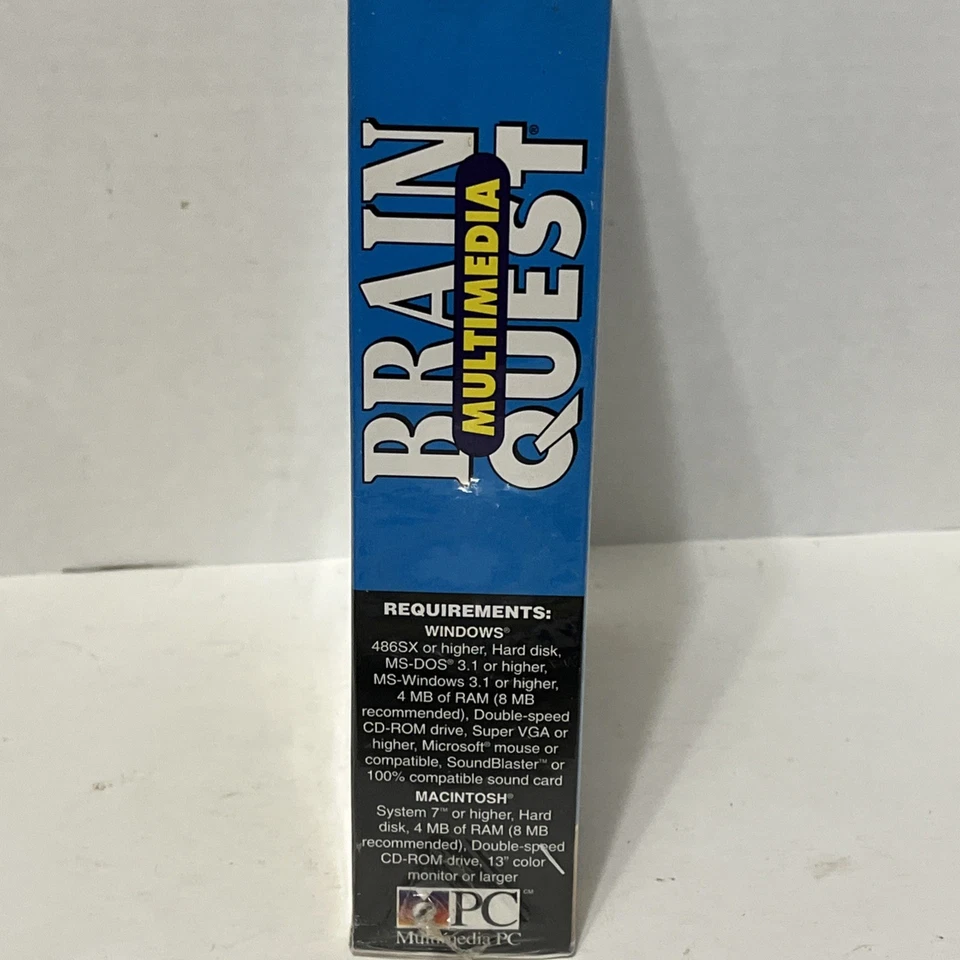 BRAIN
MULTIMEDIA
QUEST®
REQUIREMENTS:
WINDOWS®
486SX or higher, Hard disk,
MS-DOS® 3.1 or higher,
MS-Windows 3.1 or higher,
4 MB of RAM (8 MB
recommended), Double-speed
CD-ROM drive, Super VGA or
higher, Microsoft® mouse or
compatible, SoundBlaster™ or
100% compatible sound card
MACINTOSH®
System 7™ or higher, Hard
disk, 4 MB of RAM (8 MB
recommended), Double-speed
CD-ROM drive, 13" color
monitor or larger
PC™
Multimedia PC